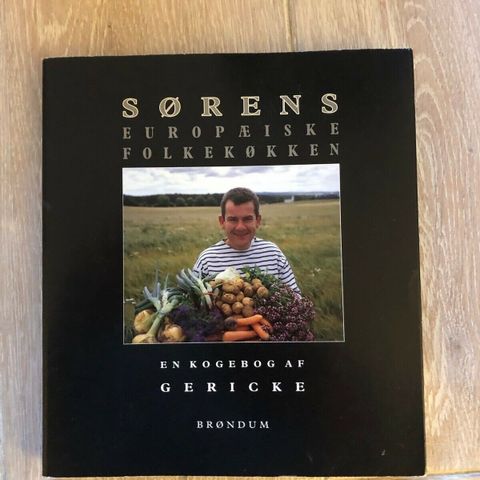 SØRENS
EUROPÆISKE
FOLKEKØKKEN
EN KOGEBOG AF
GERICKE
BRØNDUM